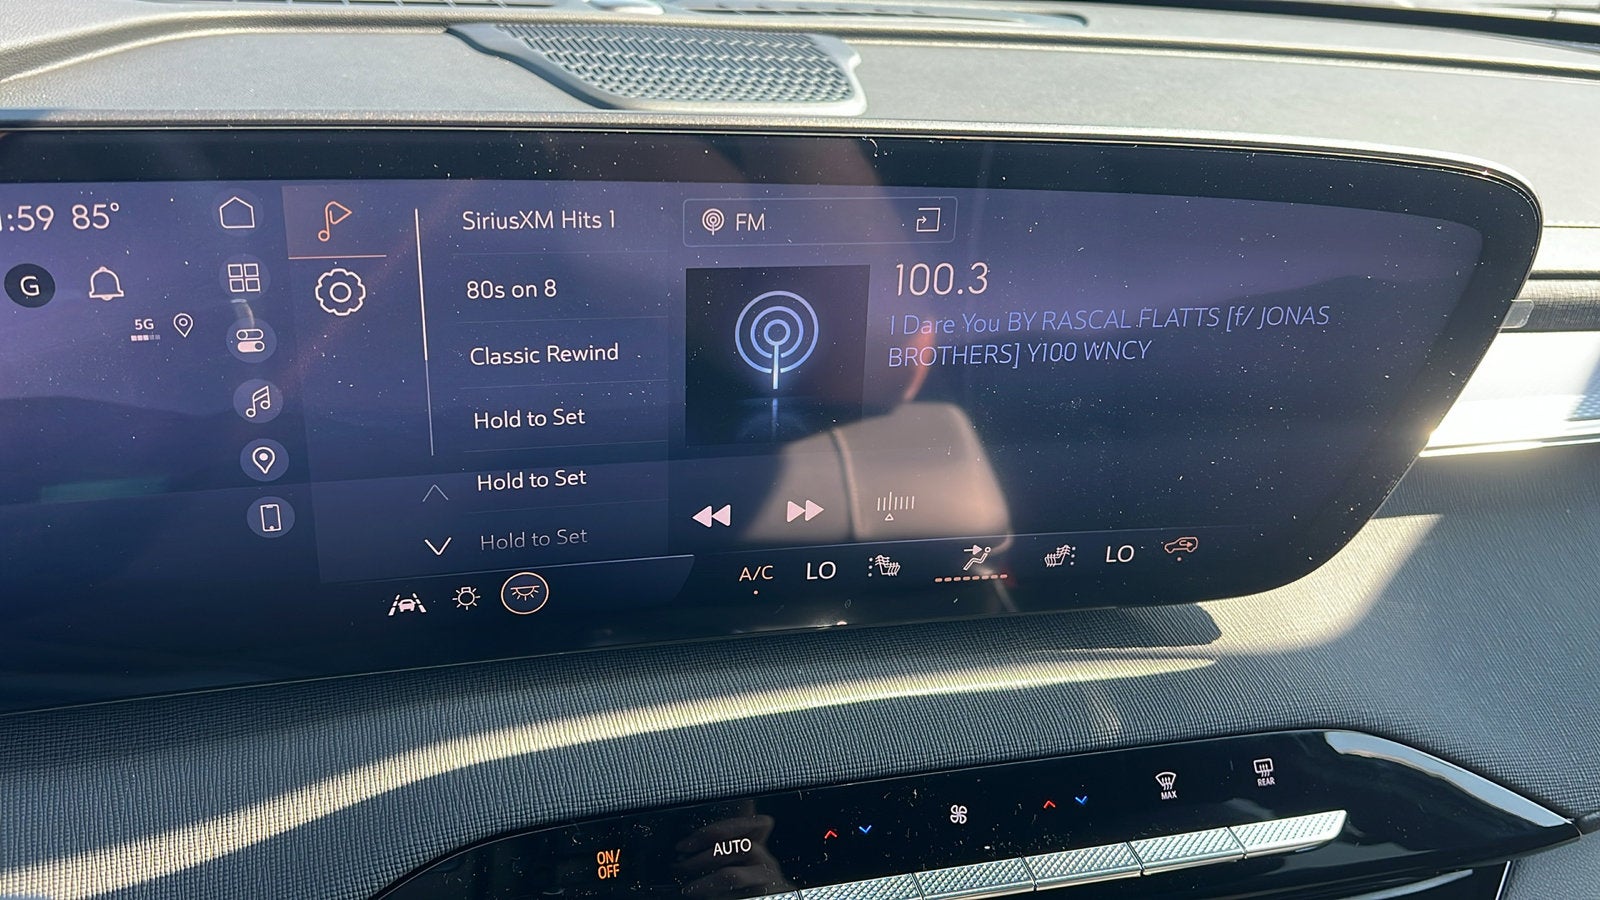 :59 85°
G
5G
SiriusXM Hits 1
80s on 8
Classic Rewind
Hold to Set
Hold to Set
Hold to Set
FM
100.3
I Dare You BY RASCAL FLATTS [f/ JONAS
BROTHERS] Y100 WNCY
A/C LO LO
ON/
OFF
AUTO
MAX
REAR